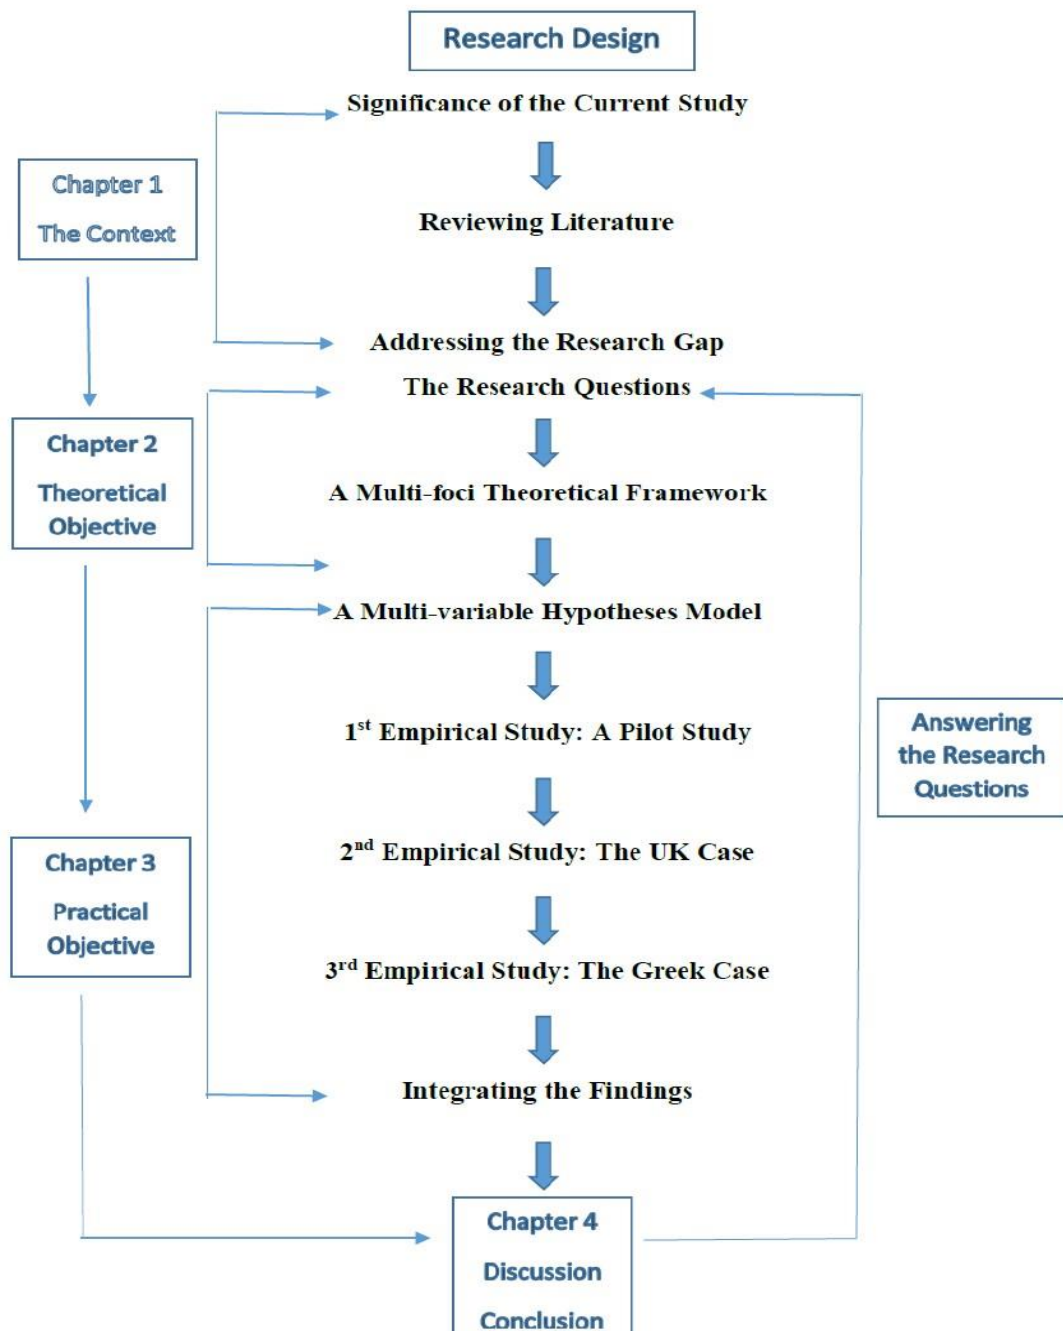 Research Design
Significance of the Current Study
Chapter 1
The Context
Reviewing Literature
Addressing the Research Gap
The Research Questions
Chapter 2
Theoretical
Objective
A Multi-foci Theoretical Framework
A Multi-variable Hypotheses Model
1st Empirical Study: A Pilot Study
Answering
the Research
Questions
2nd Empirical Study: The UK Case
Chapter 3
Practical
Objective
3rd Empirical Study: The Greek Case
Integrating the Findings
Chapter 4
Discussion
Conclusion